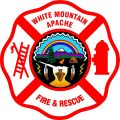 WHITE MOUNTAIN
APACHE
FIRE & RESCUE